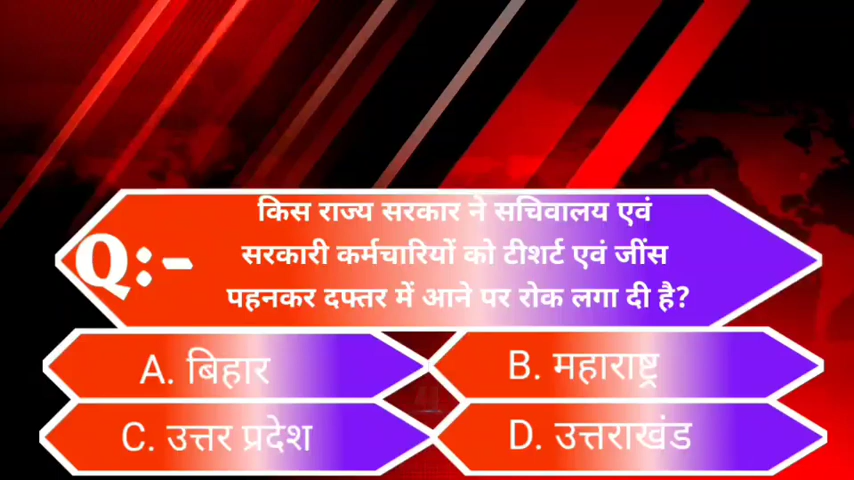 किस राज्य सरकार ने सचिवालय एवं
Q:- सरकारी कर्मचारियों को टीशर्ट एवं जींस
पहनकर दफ्तर में आने पर रोक लगा दी है?
A. बिहार
B. महाराष्ट्र
C. उत्तर प्रदेश
D. उत्तराखंड